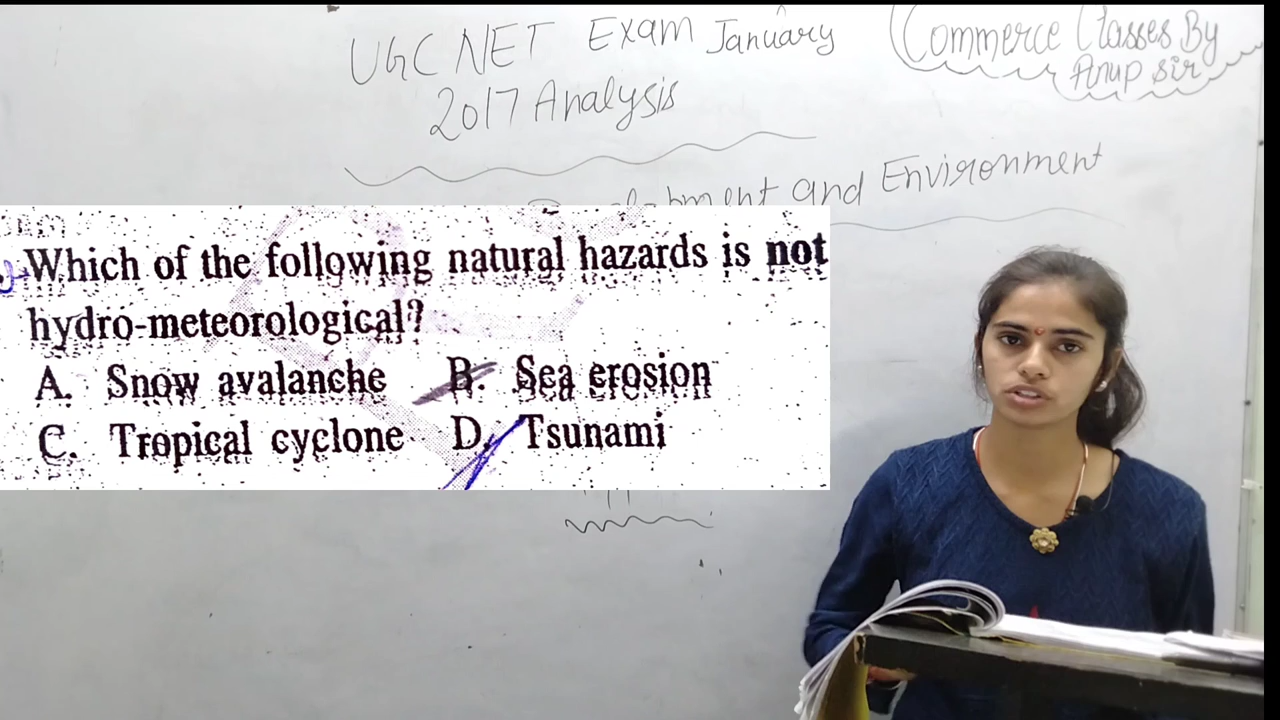 UGC NET Exam January
2017 Analysis
Commerce Classes By
Anup Sir
and Environment
Which of the following natural hazards is not
hydro-meteorological?
A. Snow avalanche B. Sea erosion
C. Tropical cyclone D. Tsunami